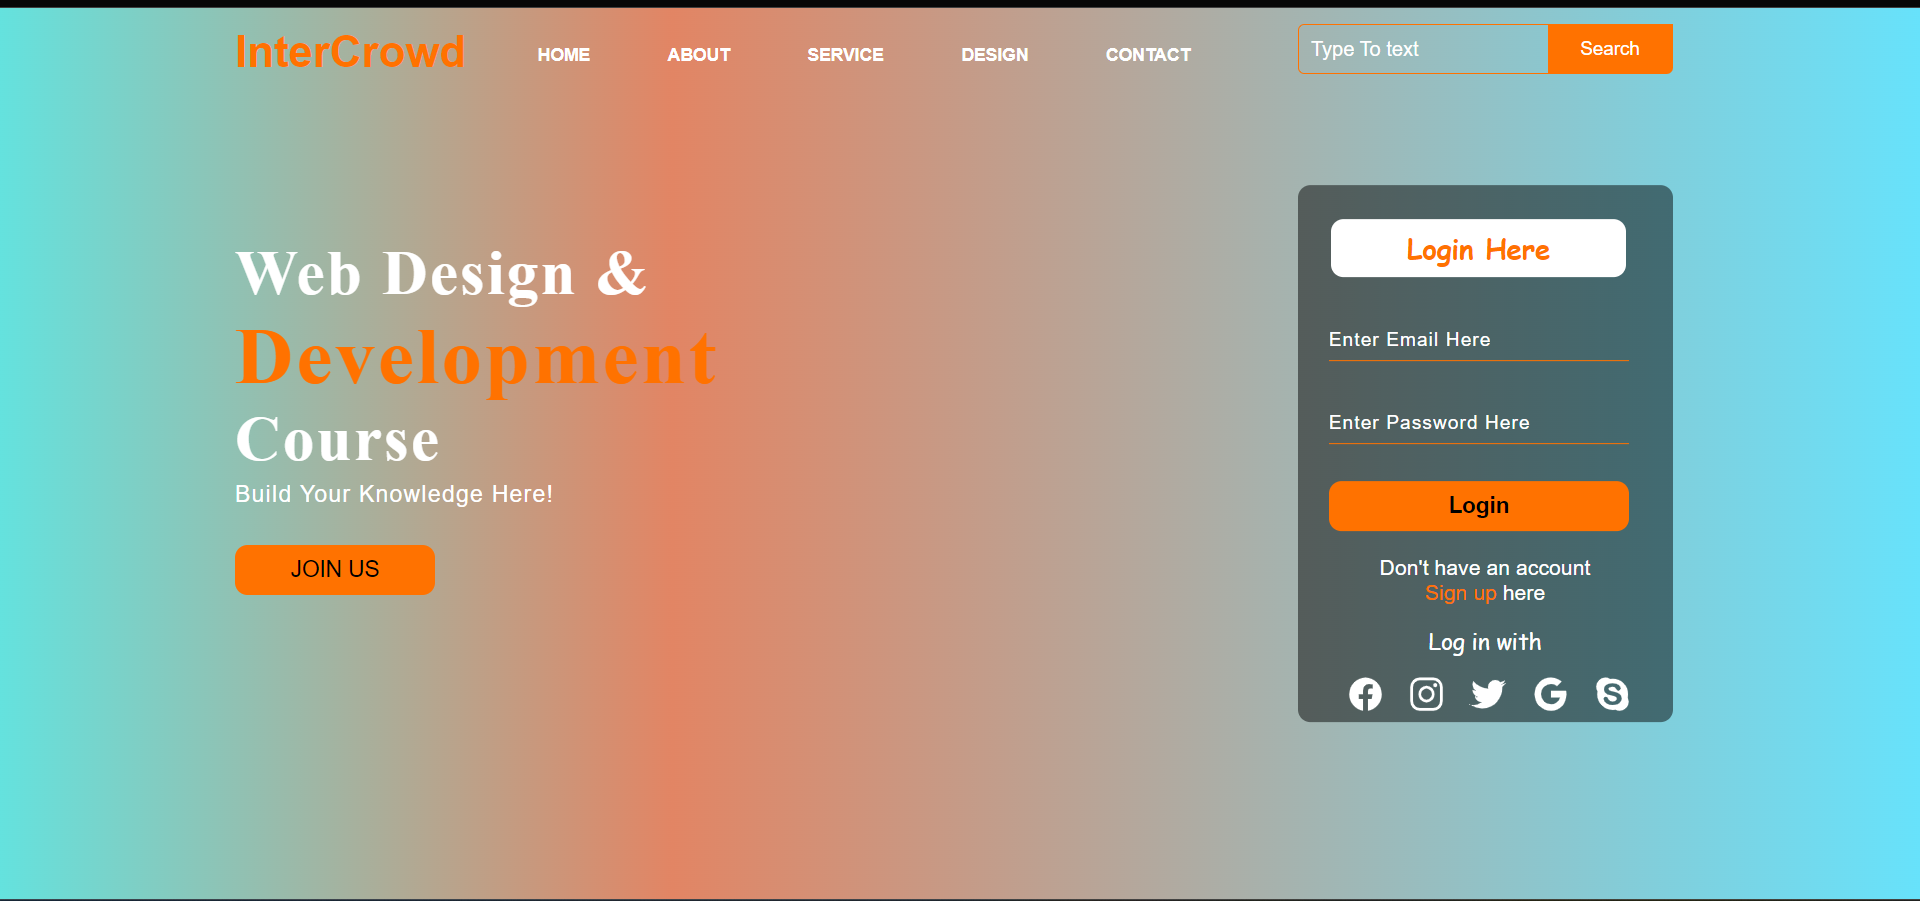 InterCrowd
HOME
ABOUT
SERVICE
DESIGN
CONTACT
Type To text
Search
Web Design &
Development
Course
Build Your Knowledge Here!
JOIN US
Login Here
Enter Email Here
Enter Password Here
Login
Don't have an account
Sign up here
Log in with